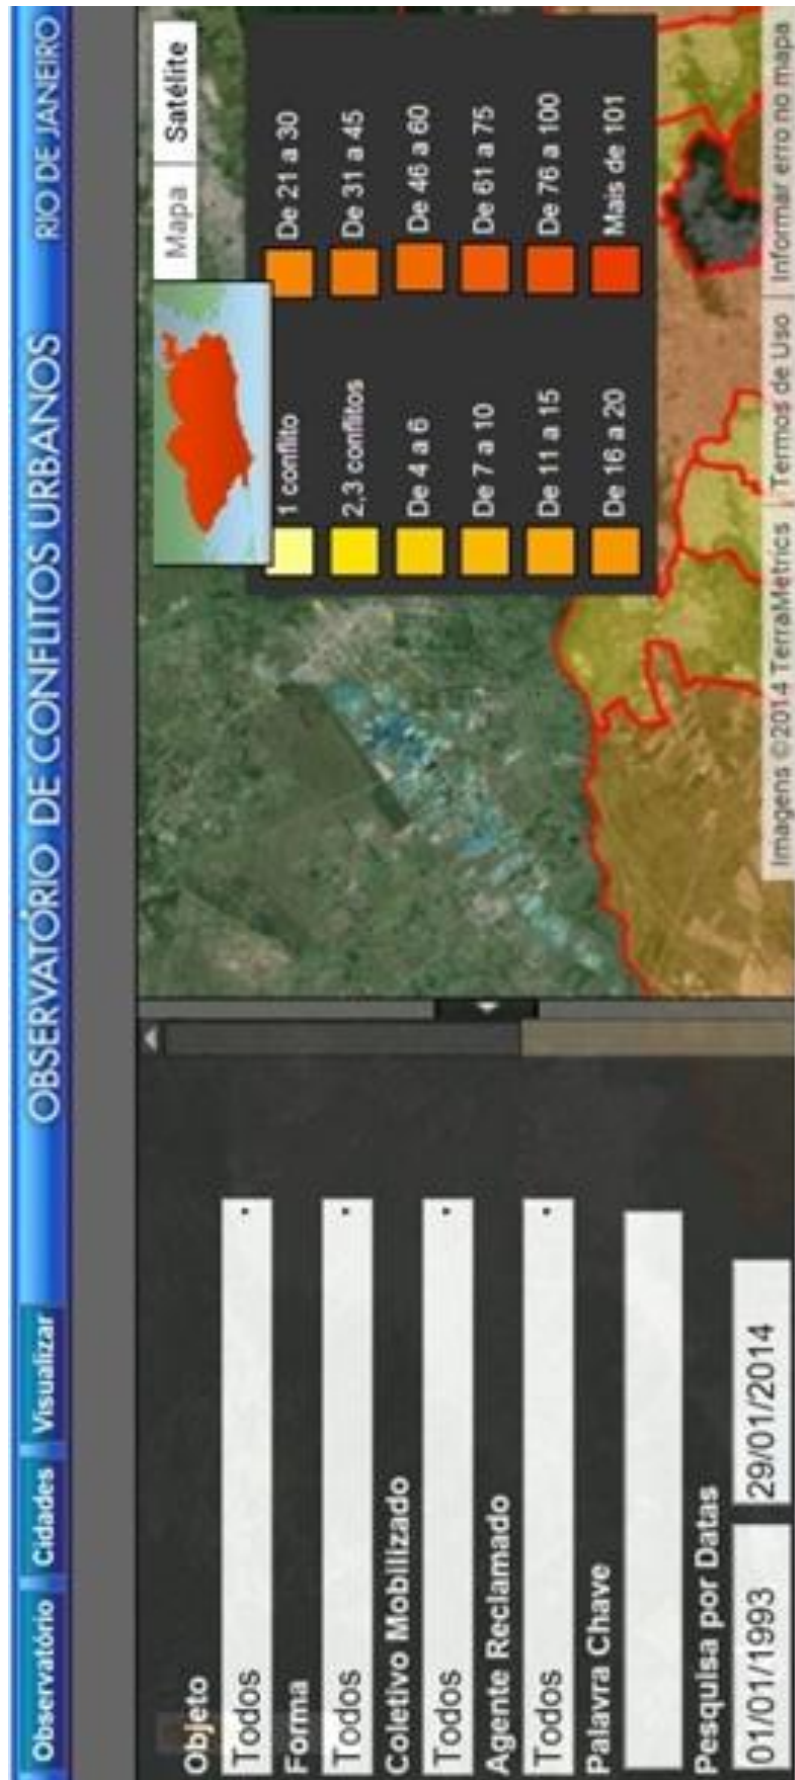 Observatório Cidades Visualizar OBSERVATÓRIO DE CONFLITOS URBANOS RIO DE JANEIRO
Objeto
Todos
Forma
Todos
Coletivo Mobilizado
Todos
Agente Reclamado
Todos
Palavra Chave
Pesquisa por Datas
01/01/1993 29/01/2014
Mapa Satélite
1 conflito De 21 a 30
2,3 conflitos De 31 a 45
De 4 a 6 De 46 a 60
De 7 a 10 De 61 a 75
De 11 a 15 De 76 a 100
De 16 a 20 Mais de 101
Imagens ©2014 TerraMetrics Termos de Uso Informar erro no mapa